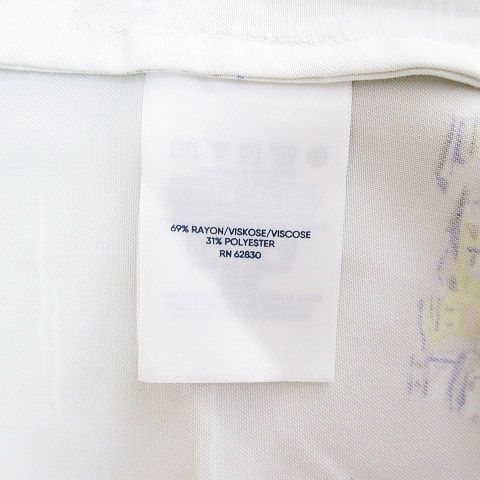 69% RAYON/VISKOSE/VISCOSE
31% POLYESTER
RN 62830